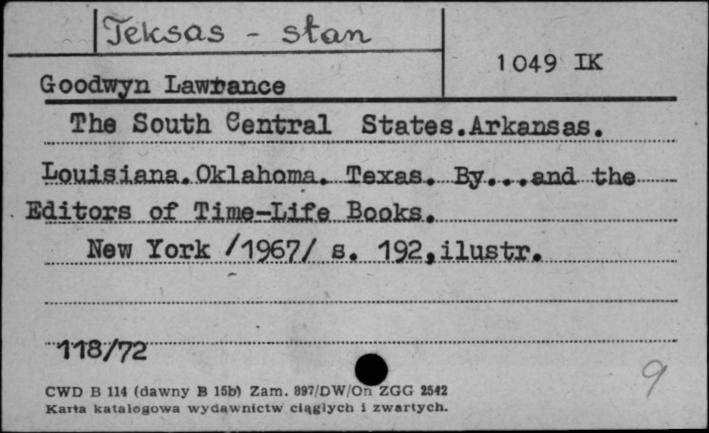 Teksas - stan
1049 IK
Goodwyn Lawrance
The South Central States.Arkansas.
Louisiana.Oklahoma. Texas. By...and the
Editors of Time-Life Books.
New York /1967/ s. 192,ilustr.
118/72
9
CWD B 114 (dawny B 15b) Zam. 897/DW/On ZGG 2542
Karta katalogowa wydawnictw ciągłych i zwartych.